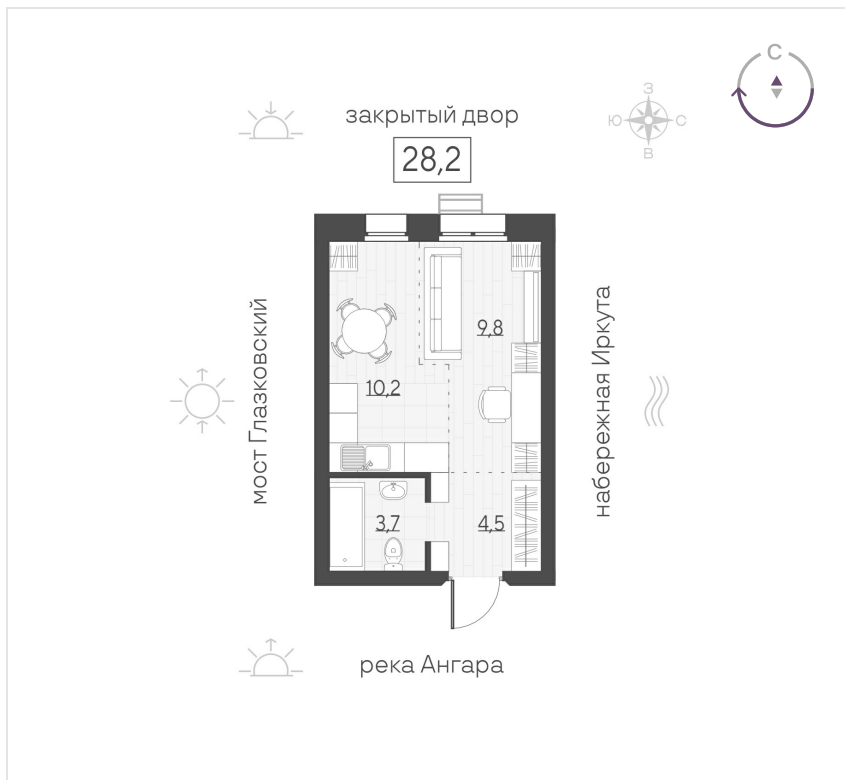 С
закрытый двор
З
Ю
С
В
28,2
мост Глазковский
набережная Иркута
9,8
10,2
3,7
4,5
река Ангара